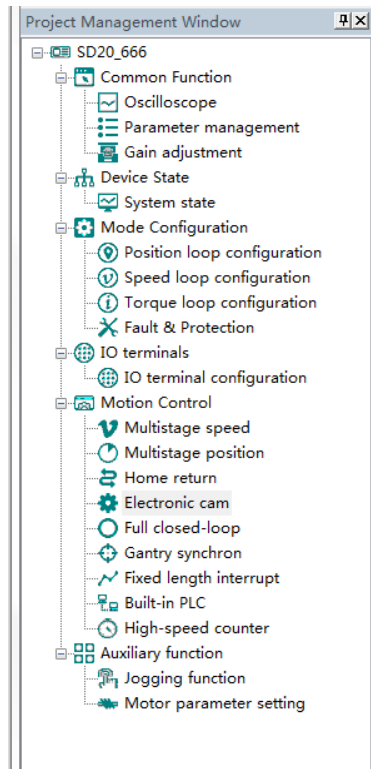 Project Management Window
SD20_666
Common Function
Oscilloscope
Parameter management
Gain adjustment
Device State
System state
Mode Configuration
Position loop configuration
Speed loop configuration
Torque loop configuration
Fault & Protection
IO terminals
IO terminal configuration
Motion Control
Multistage speed
Multistage position
Home return
Electronic cam
Full closed-loop
Gantry synchron
Fixed length interrupt
Built-in PLC
High-speed counter
Auxiliary function
Jogging function
Motor parameter setting